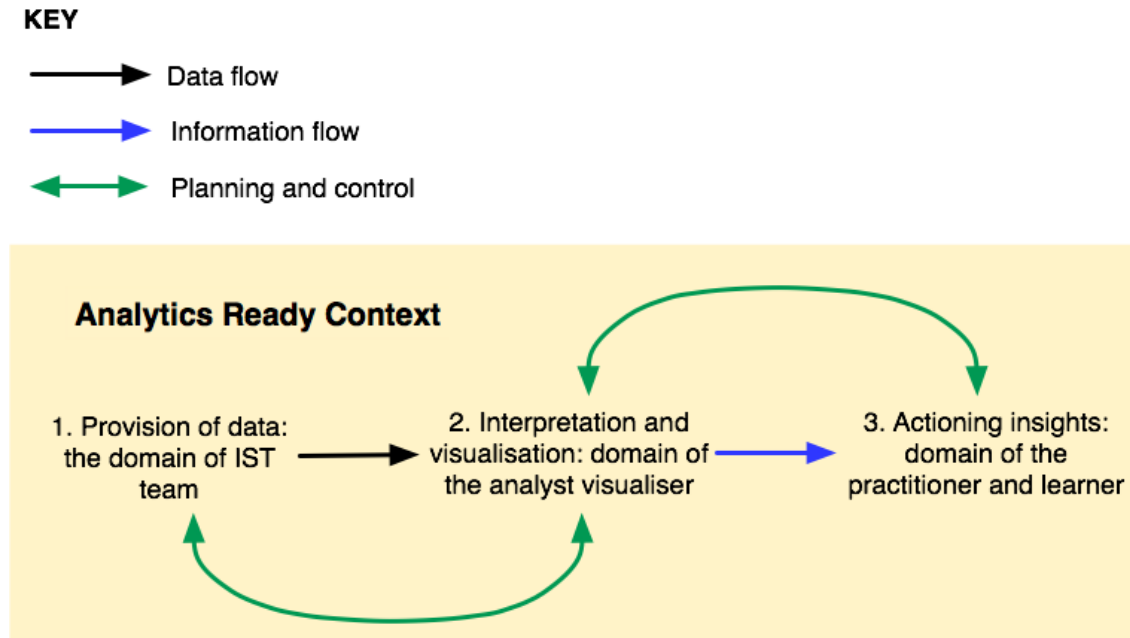 KEY
Data flow
Information flow
Planning and control
Analytics Ready Context
1. Provision of data:
the domain of IST
team
2. Interpretation and
visualisation: domain of
the analyst visualiser
3. Actioning insights:
domain of the
practitioner and learner